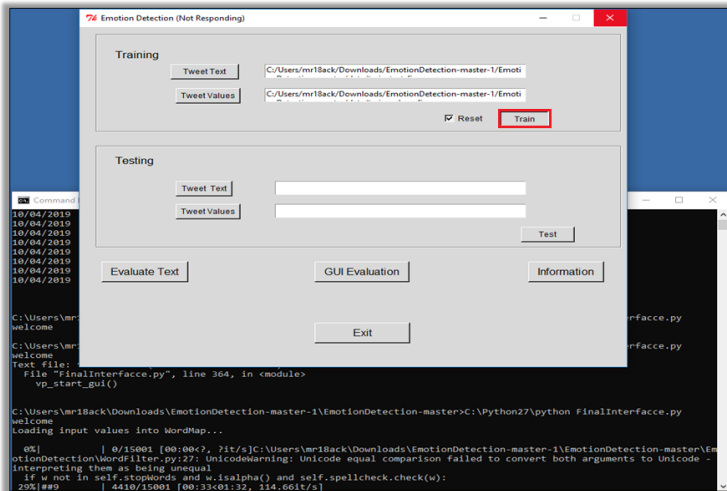 Emotion Detection (Not Responding)
Training
Tweet Text
C:/Users/mr18ack/Downloads/EmotionDetection-master-1/Emoti
Tweet Values
C:/Users/mr18ack/Downloads/EmotionDetection-master-1/Emoti
Reset
Train
Testing
Tweet Text
Tweet Values
Test
Evaluate Text
GUI Evaluation
Information
Exit
Command
10/04/2019
10/04/2019
10/04/2019
10/04/2019
10/04/2019
10/04/2019
10/04/2019
10/04/2019
C:\Users\mr1 rfacce.py
welcome
C:\Users\mr1 rfacce.py
welcome
Text file:
File "FinalInterfacce.py", line 364, in <module>
vp_start_gui()
C:\Users\mr18ack\Downloads\EmotionDetection-master-1\EmotionDetection-master>C:\Python27\python FinalInterfacce.py
welcome
Loading input values into WordMap...
0%| | 0/15001 [00:00<?, ?it/s]C:\Users\mr18ack\Downloads\EmotionDetection-master-1\EmotionDetection-master\Em
otionDetection\WordFilter.py:27: UnicodeWarning: Unicode equal comparison failed to convert both arguments to Unicode -
interpreting them as being unequal
if w not in self.stopWords and w.isalpha() and self.spellcheck.check(w):
29%|##9 | 4410/15001 [00:33<01:32, 114.66it/s]